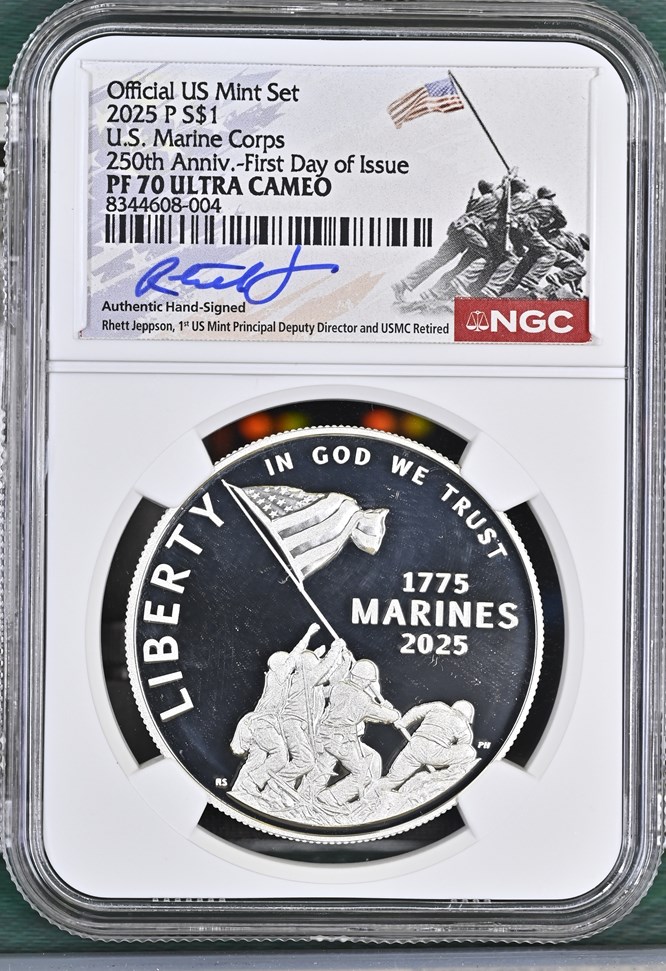 Official US Mint Set
2025 P S$1
U.S. Marine Corps
250th Anniv.-First Day of Issue
PF 70 ULTRA CAMEO
8344608-004
Authentic Hand-Signed
Rhett Jeppson, 1st US Mint Principal Deputy Director and USMC Retired
NGC
IN GOD WE TRUST
LIBERTY
1775
MARINES
2025
RS
PH